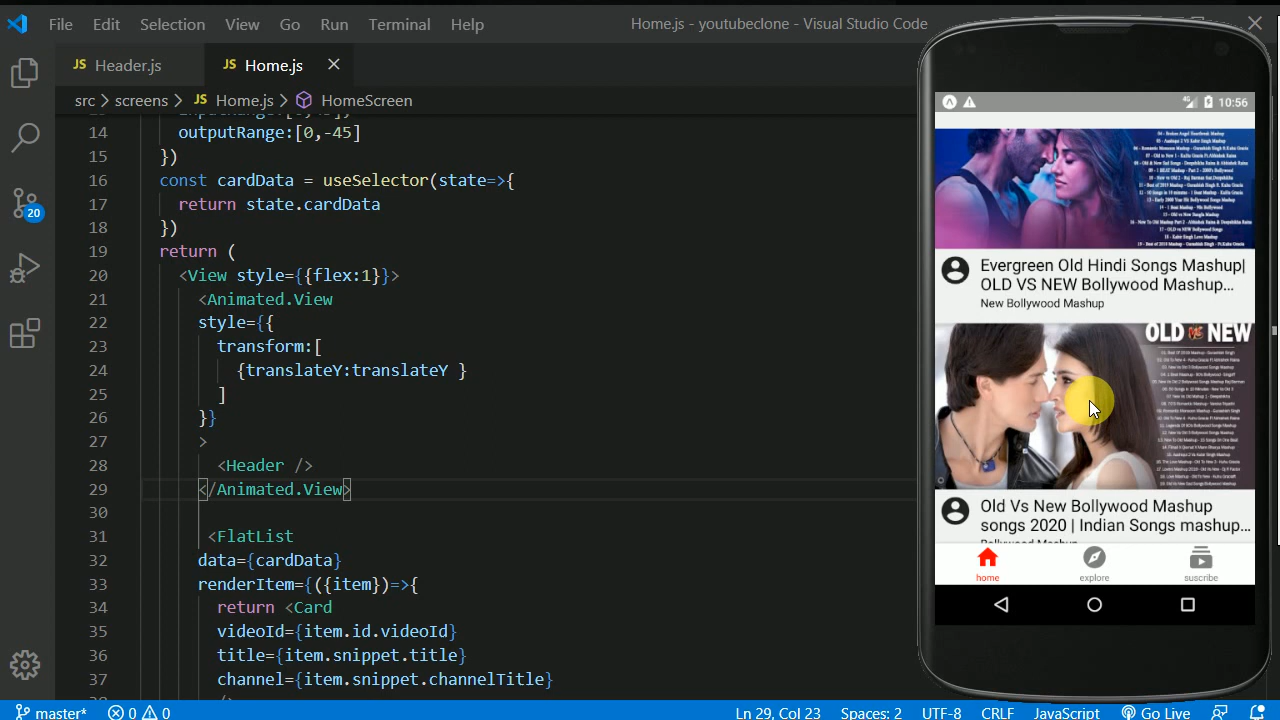 File Edit Selection View Go Run Terminal Help
Home.js - youtubeclone - Visual Studio Code
JS Header.js
JS Home.js
src > screens > JS Home.js > HomeScreen
14 outputRange:[0,-45]
15 })
16 const cardData = useSelector(state=>{
17 return state.cardData
18 })
19 return (
20 <View style={{flex:1}}>
21 <Animated.View
22 style={{
23 transform:[
24 {translateY:translateY }
25 ]
26 }}
27 >
28 <Header />
29 </Animated.View>
30
31 <FlatList
32 data={cardData}
33 renderItem={({item})=>{
34 return <Card
35 videoId={item.id.videoId}
36 title={item.snippet.title}
37 channel={item.snippet.channelTitle}
20
master* 0 0
Ln 29, Col 23 Spaces: 2 UTF-8 CRLF JavaScript Go Live
4G 10:56
Evergreen Old Hindi Songs Mashup|
OLD VS NEW Bollywood Mashup...
New Bollywood Mashup
OLD vs NEW
Old Vs New Bollywood Mashup
songs 2020 | Indian Songs mashup...
Bollywood Mashup
home explore suscribe